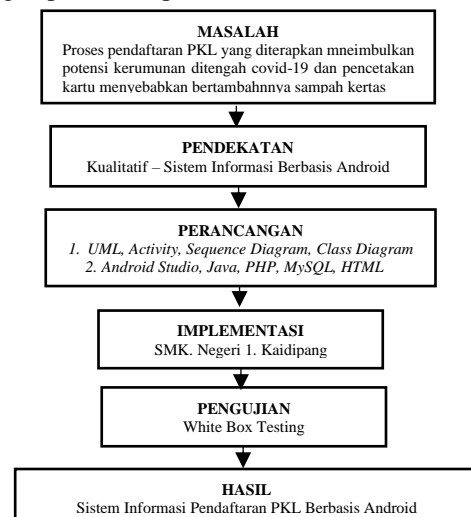 MASALAH
Proses pendaftaran PKL yang diterapkan mneimbulkan
potensi kerumunan ditengah covid-19 dan pencetakan
kartu menyebabkan bertambahnnya sampah kertas
PENDEKATAN
Kualitatif – Sistem Informasi Berbasis Android
PERANCANGAN
1. UML, Activity, Sequence Diagram, Class Diagram
2. Android Studio, Java, PHP, MySQL, HTML
IMPLEMENTASI
SMK. Negeri 1. Kaidipang
PENGUJIAN
White Box Testing
HASIL
Sistem Informasi Pendaftaran PKL Berbasis Android